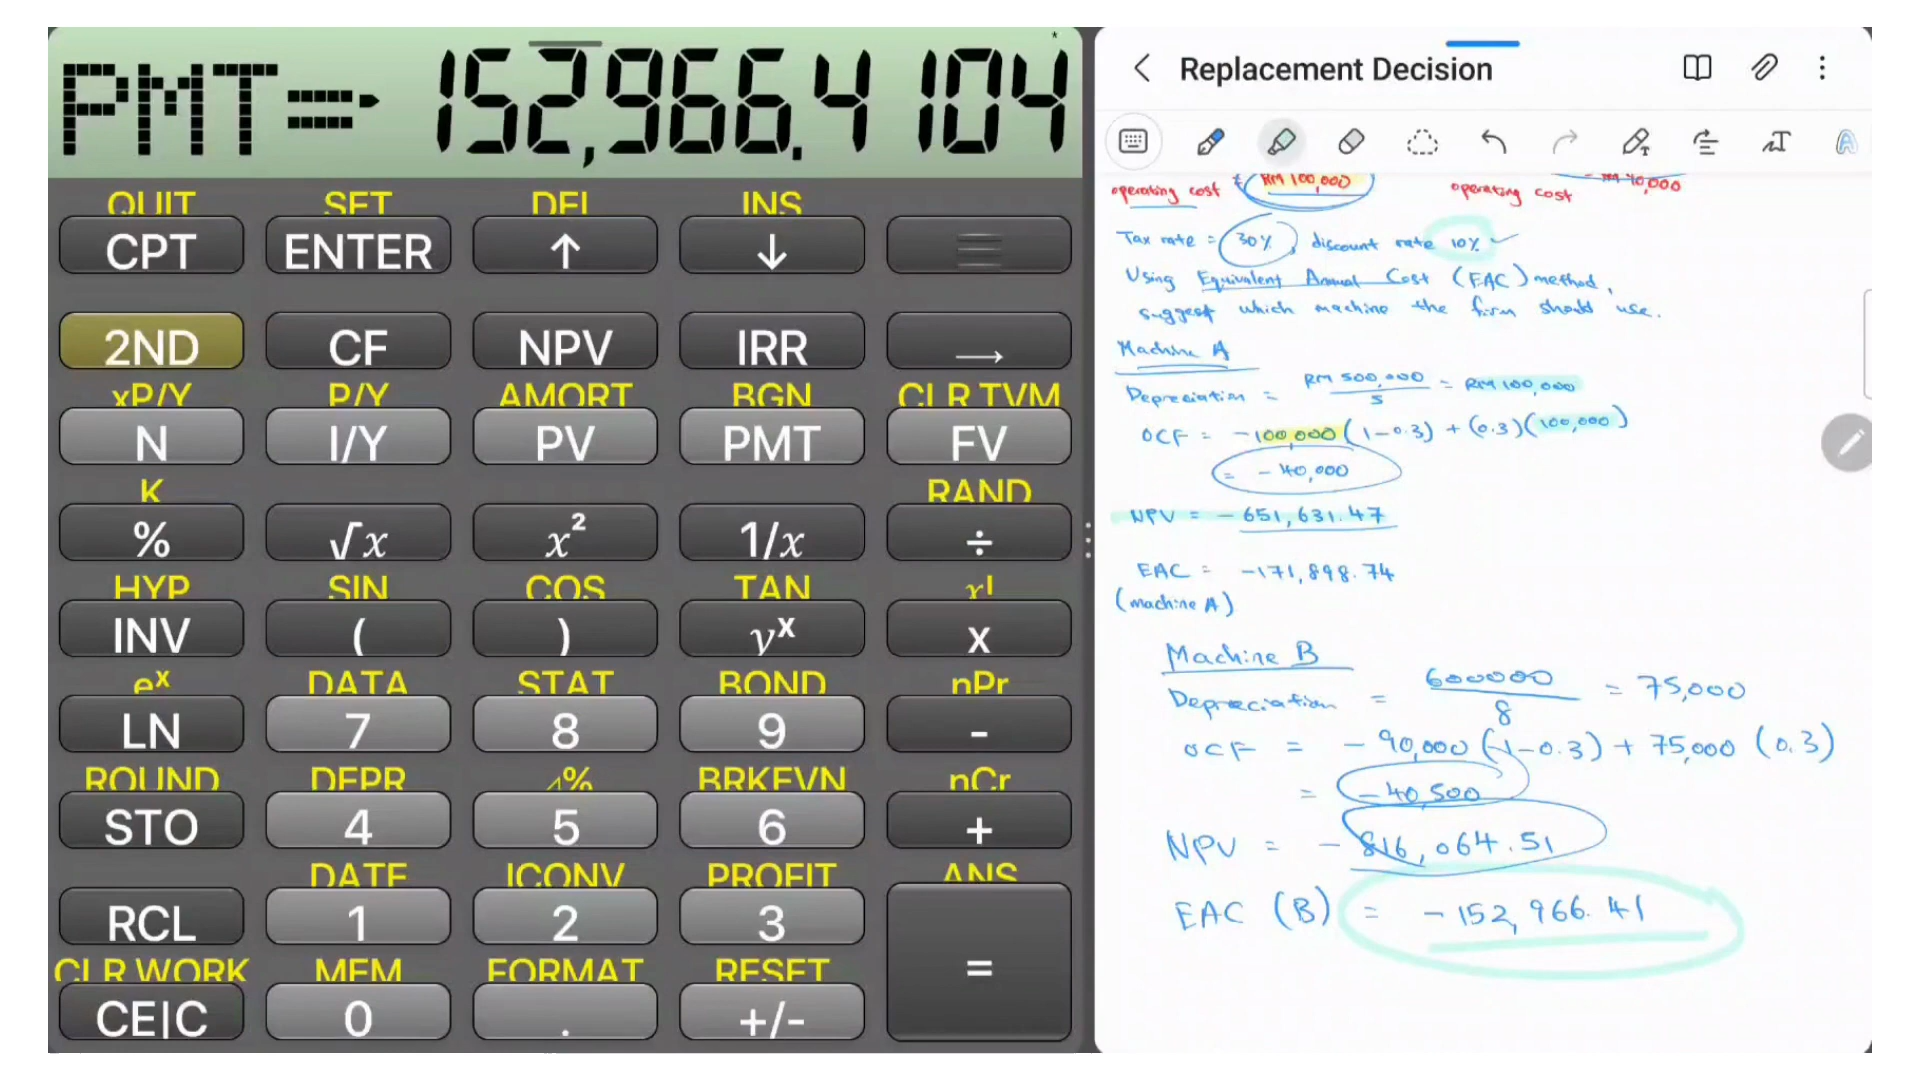 PMT= -152,966.4104
*
QUIT SET DEL INS
CPT ENTER ↑ ↓
2ND CF NPV IRR →
xP/Y P/Y AMORT BGN CLR TVM
N I/Y PV PMT FV
K RAND
% √x x² 1/x ÷
HYP SIN COS TAN x!
INV ( ) yˣ x
eˣ DATA STAT BOND nPr
LN 7 8 9 -
ROUND DEPR ⊿% BRKEVN nCr
STO 4 5 6 +
DATE ICONV PROFIT ANS
RCL 1 2 3 =
CLR WORK MEM FORMAT RESET
CE|C 0 . +/-
Replacement Decision
operating cost RM 100,000 operating cost - RM 90,000
Tax rate = 30%, discount rate 10% ✓
Using Equivalent Annual Cost (EAC) method,
suggest which machine the firm should use.
Machine A
Depreciation = RM 500,000 / 5 = RM 100,000
OCF = -100,000 (1-0.3) + (0.3)(100,000)
= -40,000
NPV = - 651,631.47
EAC = -171,898.74
(machine A)
Machine B
Depreciation = 600000 / 8 = 75,000
OCF = - 90,000 (1-0.3) + 75,000 (0.3)
= -40,500
NPV = - 816,064.51
EAC (B) = - 152,966.41